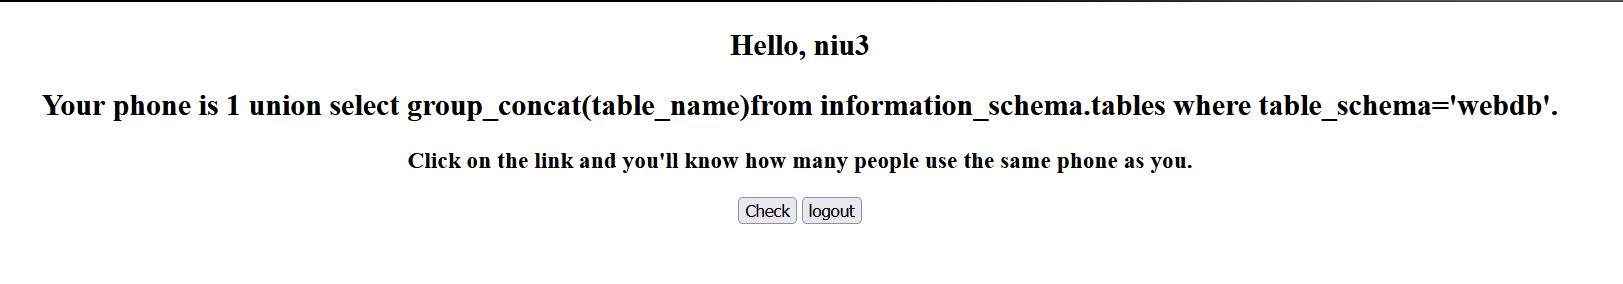 Hello, niu3
Your phone is 1 union select group_concat(table_name)from information_schema.tables where table_schema='webdb'.
Click on the link and you'll know how many people use the same phone as you.
Check logout